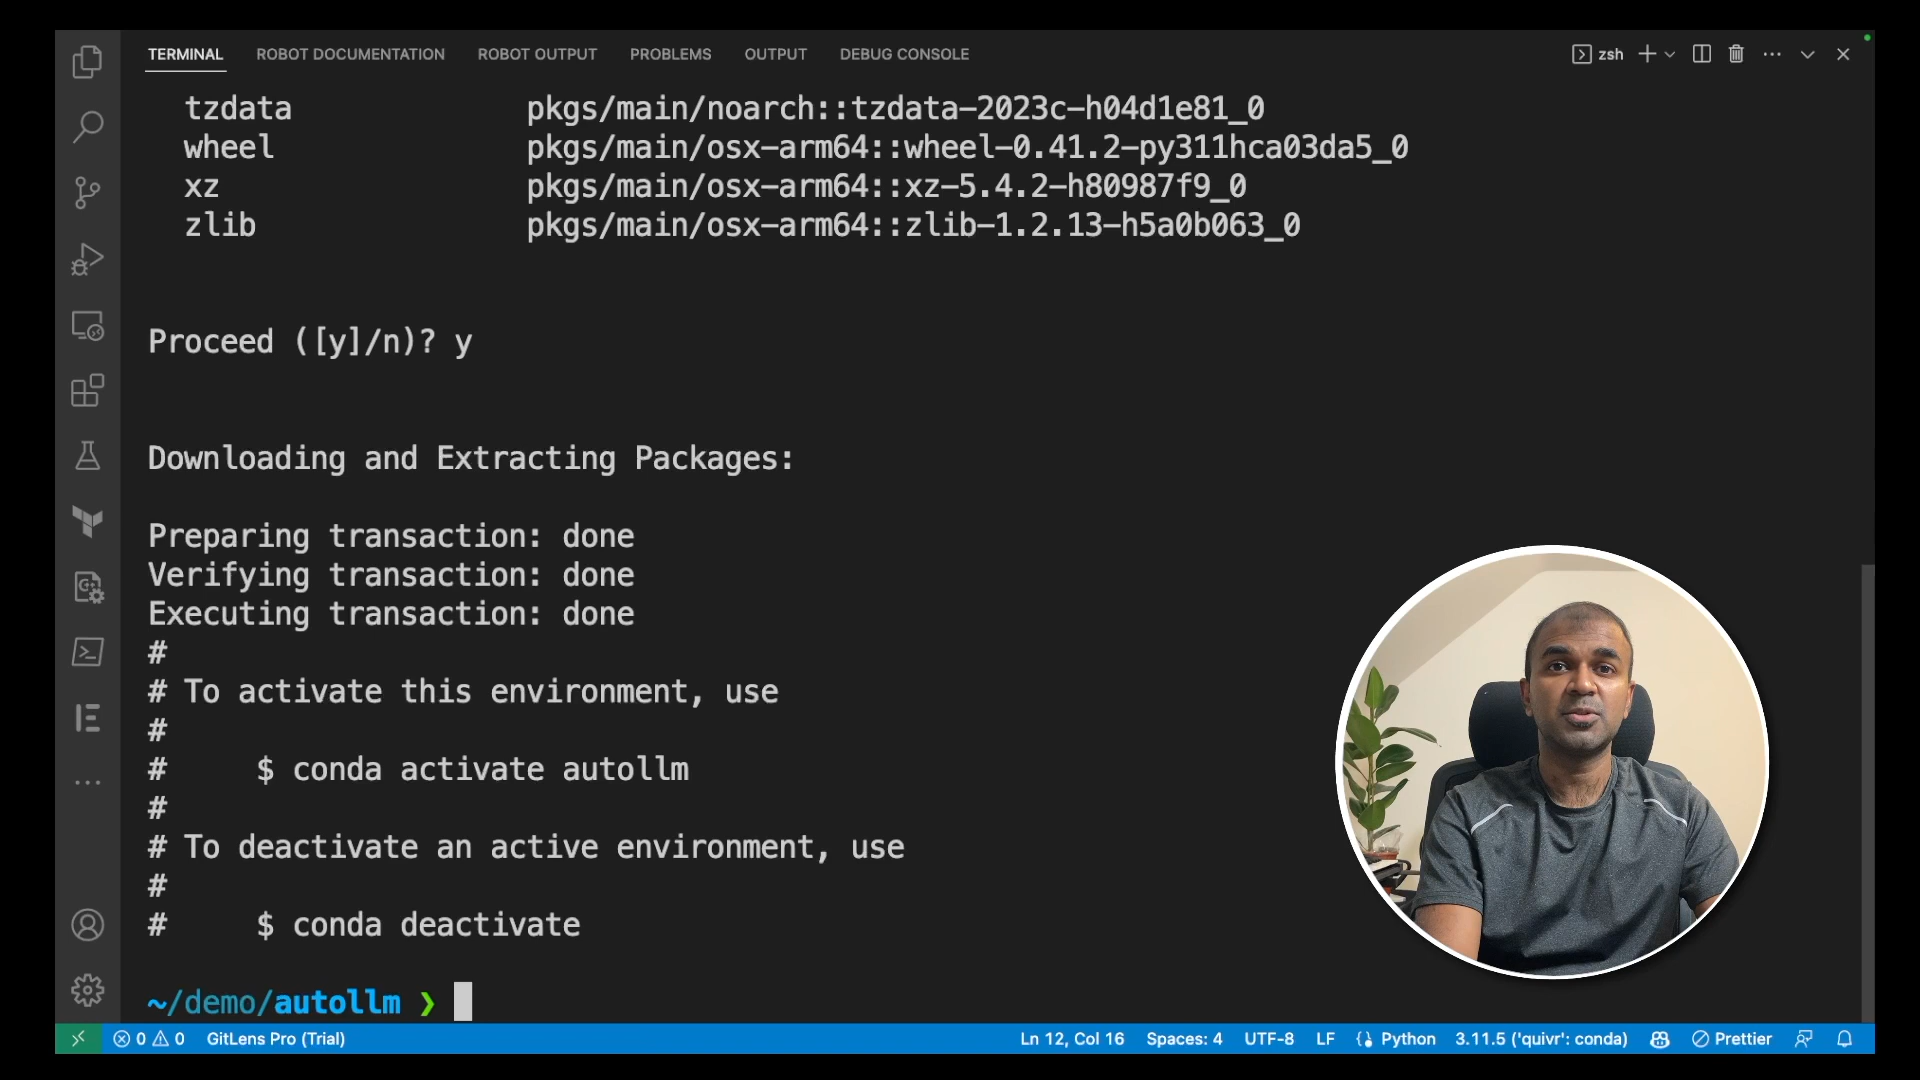 TERMINAL ROBOT DOCUMENTATION ROBOT OUTPUT PROBLEMS OUTPUT DEBUG CONSOLE zsh
tzdata pkgs/main/noarch::tzdata-2023c-h04d1e81_0
wheel pkgs/main/osx-arm64::wheel-0.41.2-py311hca03da5_0
xz pkgs/main/osx-arm64::xz-5.4.2-h80987f9_0
zlib pkgs/main/osx-arm64::zlib-1.2.13-h5a0b063_0
Proceed ([y]/n)? y
Downloading and Extracting Packages:
Preparing transaction: done
Verifying transaction: done
Executing transaction: done
#
# To activate this environment, use
#
# $ conda activate autollm
#
# To deactivate an active environment, use
#
# $ conda deactivate
~/demo/autollm ❯
0 0 GitLens Pro (Trial) Ln 12, Col 16 Spaces: 4 UTF-8 LF Python 3.11.5 ('quivr': conda) Prettier